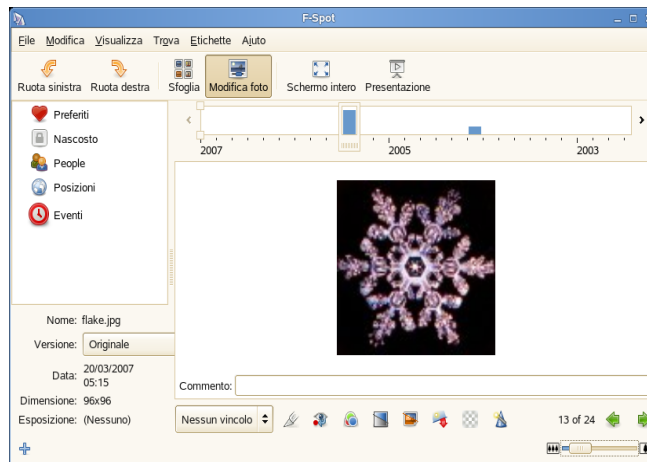 F-Spot
File Modifica Visualizza Trova Etichette Aiuto
Ruota sinistra Ruota destra Sfoglia Modifica foto Schermo intero Presentazione
Preferiti
Nascosto
People
Posizioni
Eventi
2007 2005 2003
Nome: flake.jpg
Versione: Originale
Data: 20/03/2007
05:15
Dimensione: 96x96
Esposizione: (Nessuno)
Commento:
Nessun vincolo 13 of 24